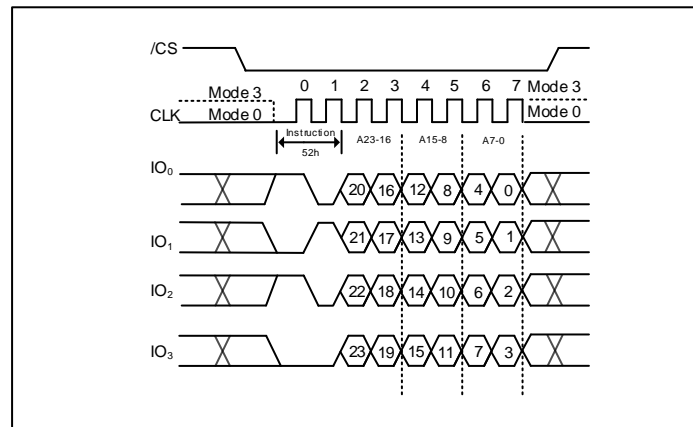 /CS
0 1 2 3 4 5 6 7
Mode 3 Mode 3
CLK Mode 0 Mode 0
Instruction A23-16 A15-8 A7-0
52h
IO0
20 16 12 8 4 0
IO1
21 17 13 9 5 1
IO2
22 18 14 10 6 2
IO3
23 19 15 11 7 3